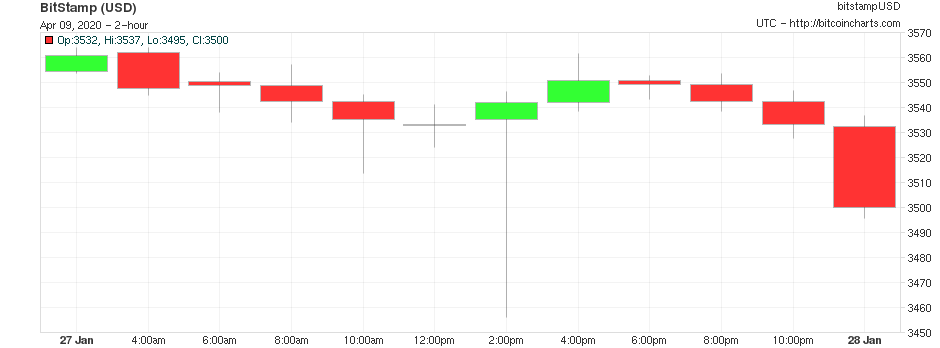 BitStamp (USD)
bitstampUSD
Apr 09, 2020 - 2-hour
UTC - http://bitcoincharts.com
Op:3532, Hi:3537, Lo:3495, Cl:3500
3570
3560
3550
3540
3530
3520
3510
3500
3490
3480
3470
3460
3450
27 Jan 4:00am 6:00am 8:00am 10:00am 12:00pm 2:00pm 4:00pm 6:00pm 8:00pm 10:00pm 28 Jan